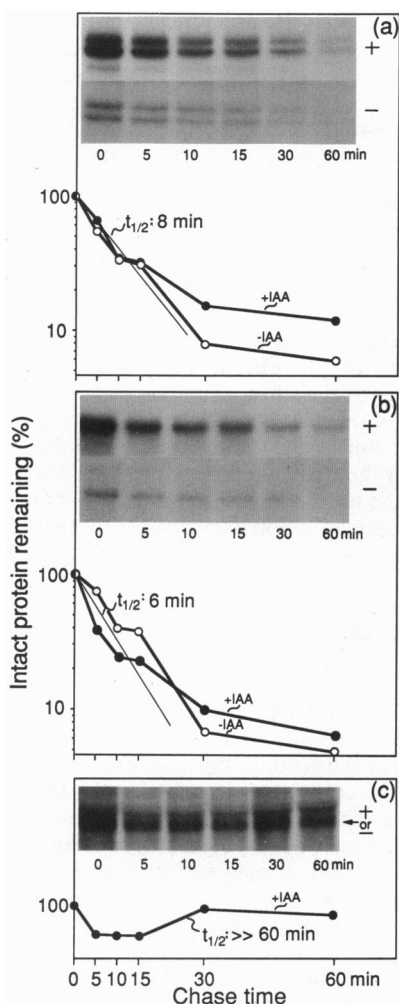 (a)
+
−
0 5 10 15 30 60 min
100
t1/2: 8 min
+IAA
-IAA
10
(b)
+
−
0 5 10 15 30 60 min
Intact protein remaining (%)
100
t1/2: 6 min
10
+IAA
-IAA
(c)
+
or
−
0 5 10 15 30 60 min
100
+IAA
t1/2: >> 60 min
0 5 10 15 30 60 min
Chase time